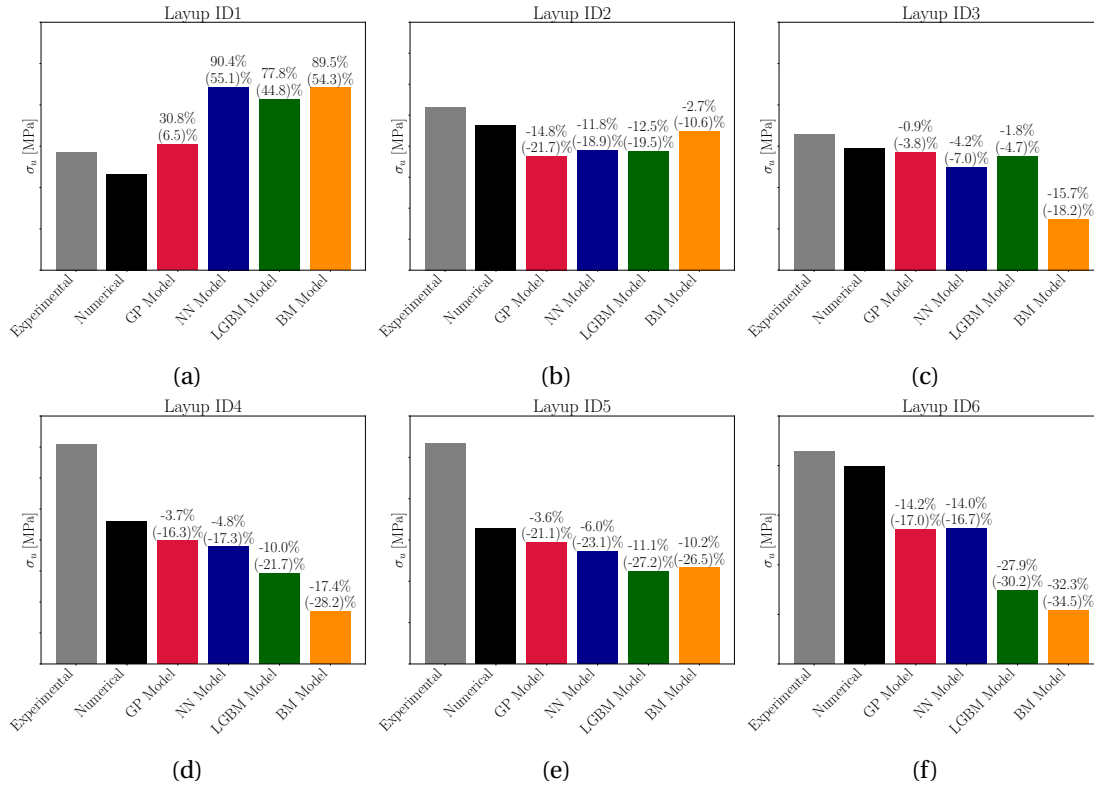 Layup ID1
90.4%
(55.1)%
77.8%
(44.8)%
89.5%
(54.3)%
30.8%
(6.5)%
σu [MPa]
Experimental
Numerical
GP Model
NN Model
LGBM Model
BM Model
(a)
Layup ID2
-14.8%
(-21.7)%
-11.8%
(-18.9)%
-12.5%
(-19.5)%
-2.7%
(-10.6)%
σu [MPa]
Experimental
Numerical
GP Model
NN Model
LGBM Model
BM Model
(b)
Layup ID3
-0.9%
(-3.8)%
-4.2%
(-7.0)%
-1.8%
(-4.7)%
-15.7%
(-18.2)%
σu [MPa]
Experimental
Numerical
GP Model
NN Model
LGBM Model
BM Model
(c)
Layup ID4
-3.7%
(-16.3)%
-4.8%
(-17.3)%
-10.0%
(-21.7)%
-17.4%
(-28.2)%
σu [MPa]
Experimental
Numerical
GP Model
NN Model
LGBM Model
BM Model
(d)
Layup ID5
-3.6%
(-21.1)%
-6.0%
(-23.1)%
-11.1%
(-27.2)%
-10.2%
(-26.5)%
σu [MPa]
Experimental
Numerical
GP Model
NN Model
LGBM Model
BM Model
(e)
Layup ID6
-14.2%
(-17.0)%
-14.0%
(-16.7)%
-27.9%
(-30.2)%
-32.3%
(-34.5)%
σu [MPa]
Experimental
Numerical
GP Model
NN Model
LGBM Model
BM Model
(f)